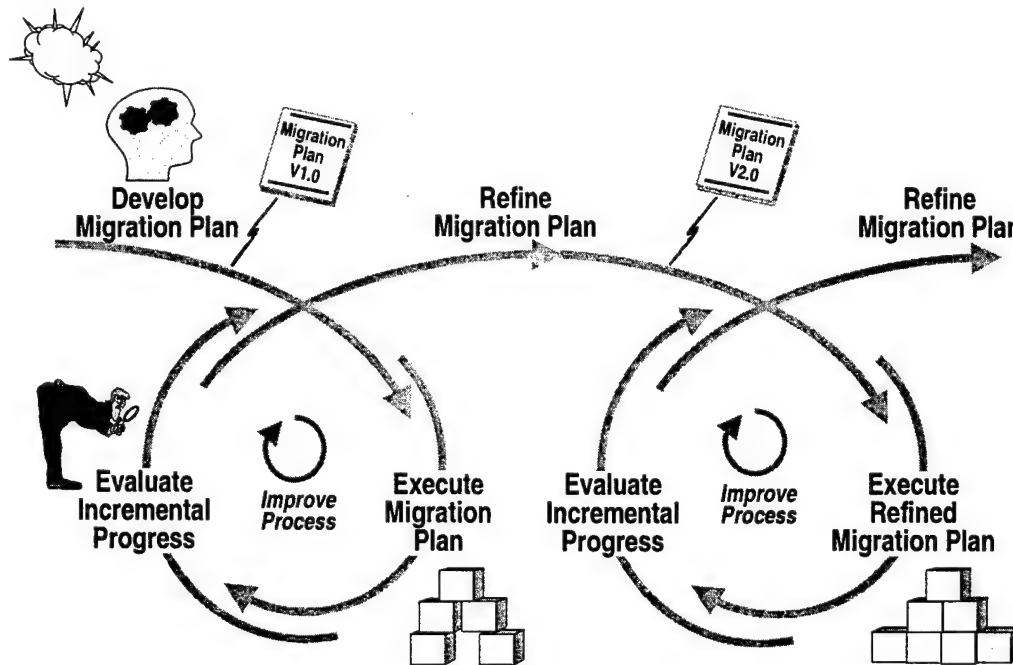 Migration
Plan
V1.0
Migration
Plan
V2.0
Develop
Migration Plan
Refine
Migration Plan
Refine
Migration Plan
Evaluate
Incremental
Progress
Improve
Process
Execute
Migration
Plan
Evaluate
Incremental
Progress
Improve
Process
Execute
Refined
Migration Plan